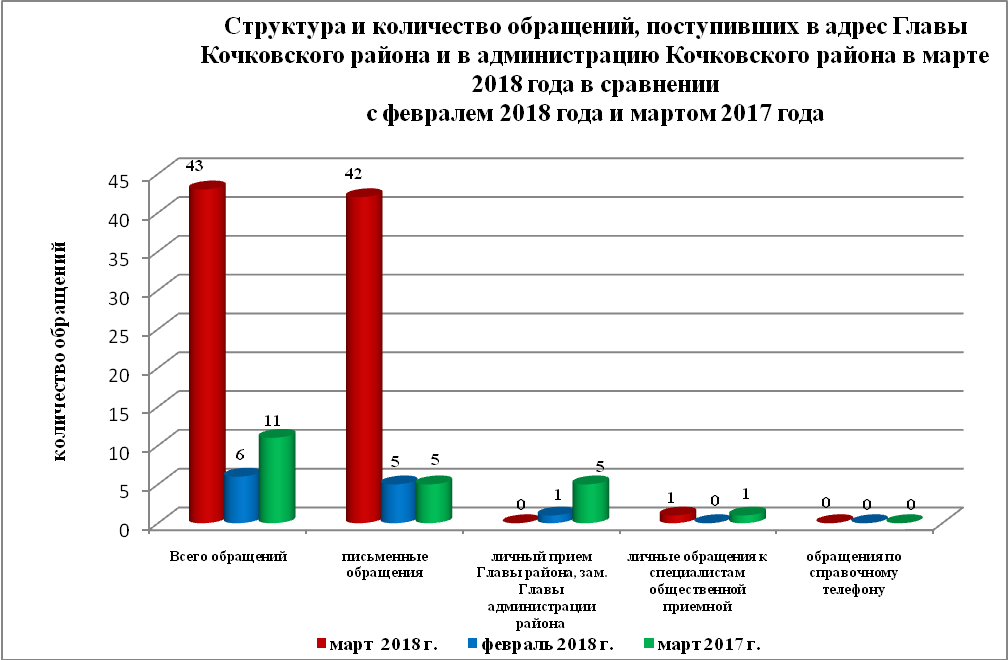 Структура и количество обращений, поступивших в адрес Главы
Кочковского района и в администрацию Кочковского района в марте
2018 года в сравнении
с февралем 2018 года и мартом 2017 года
количество обращений
45
40
35
30
25
20
15
10
5
0
43
6
11
42
5
5
0
1
5
1
0
1
0
0
0
Всего обращений
письменные
обращения
личный прием
Главы района, зам.
Главы
администрации
района
личные обращения к
специалистам
общественной
приемной
обращения по
справочному
телефону
март 2018 г.
февраль 2018 г.
март 2017 г.